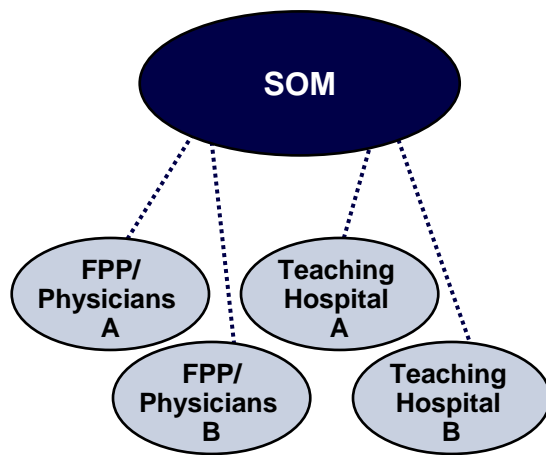 SOM
FPP/
Physicians
A
Teaching
Hospital
A
FPP/
Physicians
B
Teaching
Hospital
B